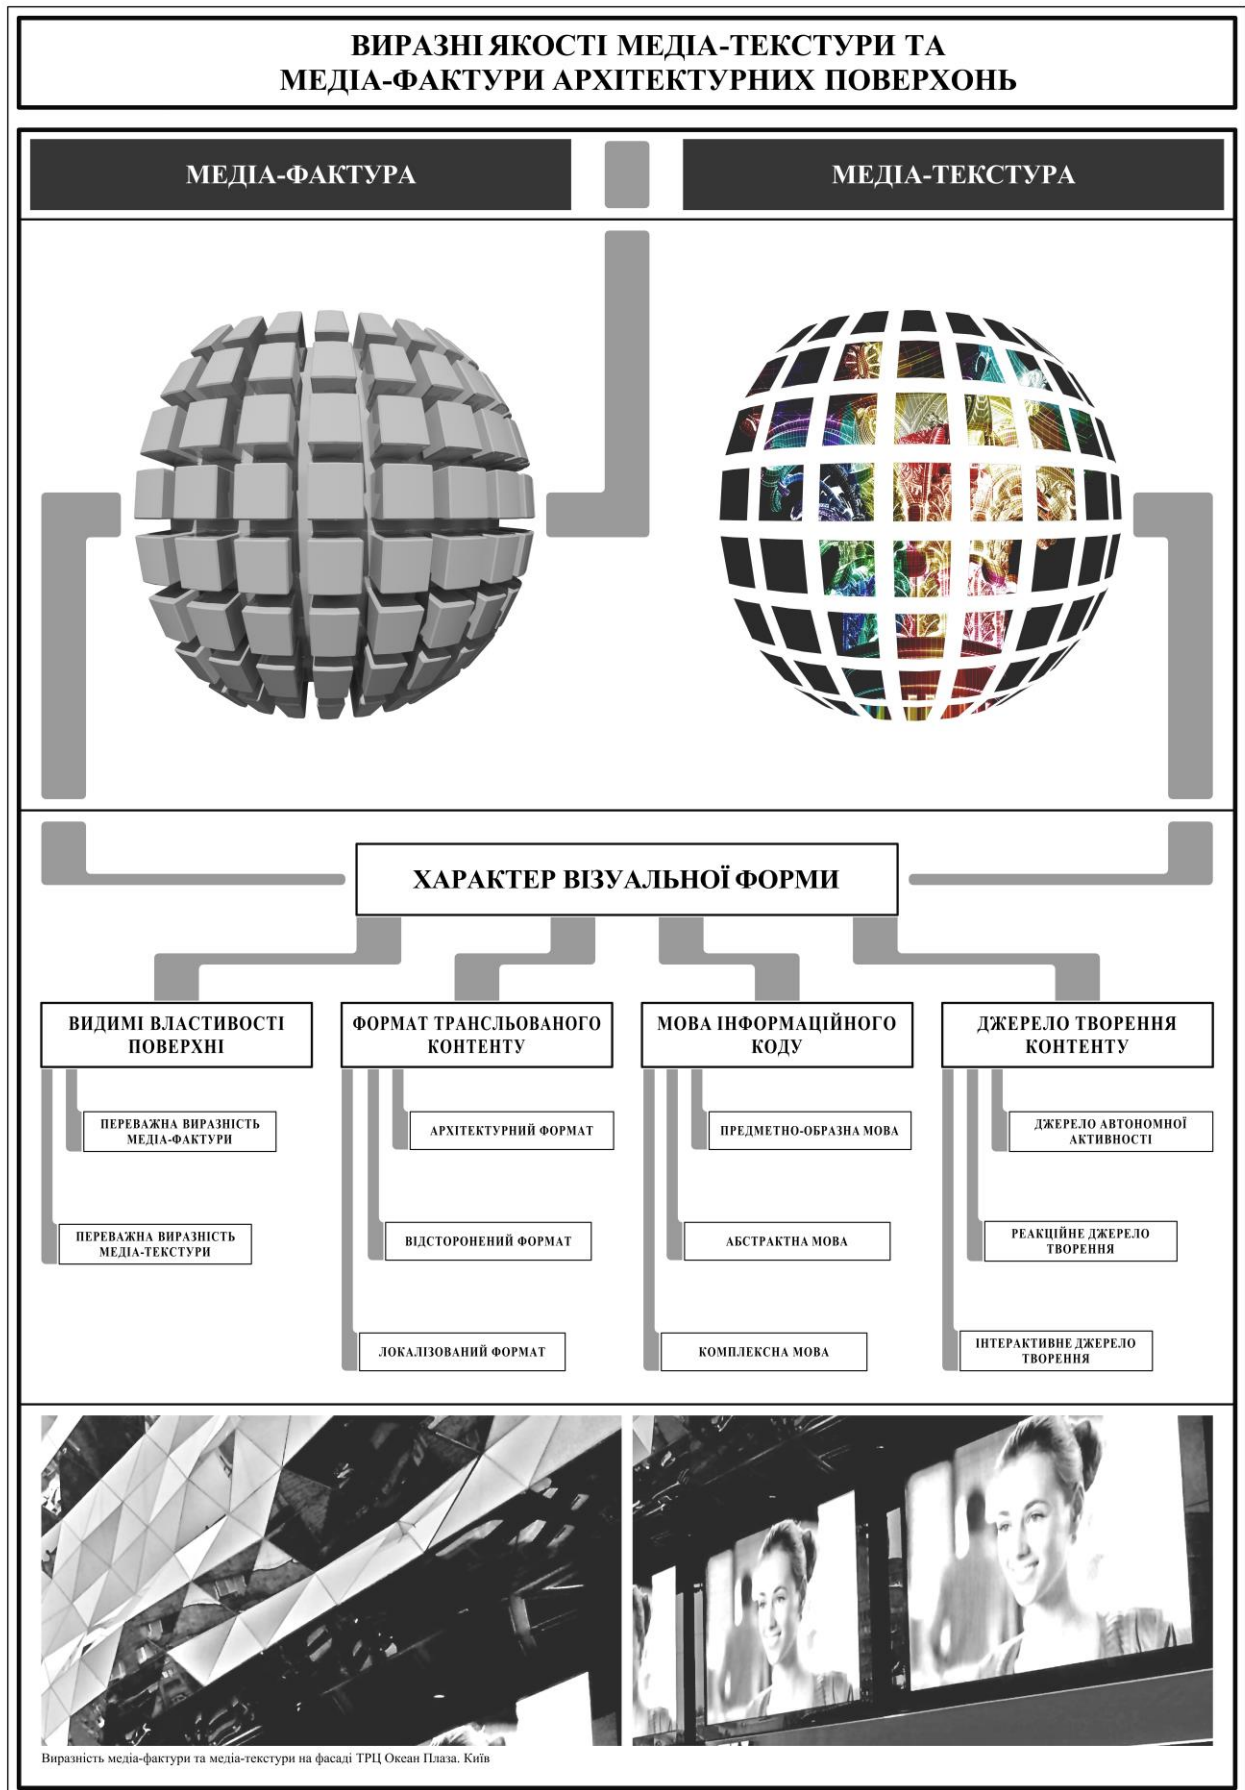 ВИРАЗНІ ЯКОСТІ МЕДІА-ТЕКСТУРИ ТА
МЕДІА-ФАКТУРИ АРХІТЕКТУРНИХ ПОВЕРХОНЬ
МЕДІА-ФАКТУРА
МЕДІА-ТЕКСТУРА
ХАРАКТЕР ВІЗУАЛЬНОЇ ФОРМИ
ВИДИМІ ВЛАСТИВОСТІ
ПОВЕРХНІ
ПЕРЕВАЖНА ВИРАЗНІСТЬ
МЕДІА-ФАКТУРИ
ПЕРЕВАЖНА ВИРАЗНІСТЬ
МЕДІА-ТЕКСТУРИ
ФОРМАТ ТРАНСЛЬОВАНОГО
КОНТЕНТУ
АРХІТЕКТУРНИЙ ФОРМАТ
ВІДСТОРОНЕНИЙ ФОРМАТ
ЛОКАЛІЗОВАНИЙ ФОРМАТ
МОВА ІНФОРМАЦІЙНОГО
КОДУ
ПРЕДМЕТНО-ОБРАЗНА МОВА
АБСТРАКТНА МОВА
КОМПЛЕКСНА МОВА
ДЖЕРЕЛО ТВОРЕННЯ
КОНТЕНТУ
ДЖЕРЕЛО АВТОНОМНОЇ
АКТИВНОСТІ
РЕАКЦІЙНЕ ДЖЕРЕЛО
ТВОРЕННЯ
ІНТЕРАКТИВНЕ ДЖЕРЕЛО
ТВОРЕННЯ
Виразність медіа-фактури та медіа-текстури на фасаді ТРЦ Океан Плаза. Київ